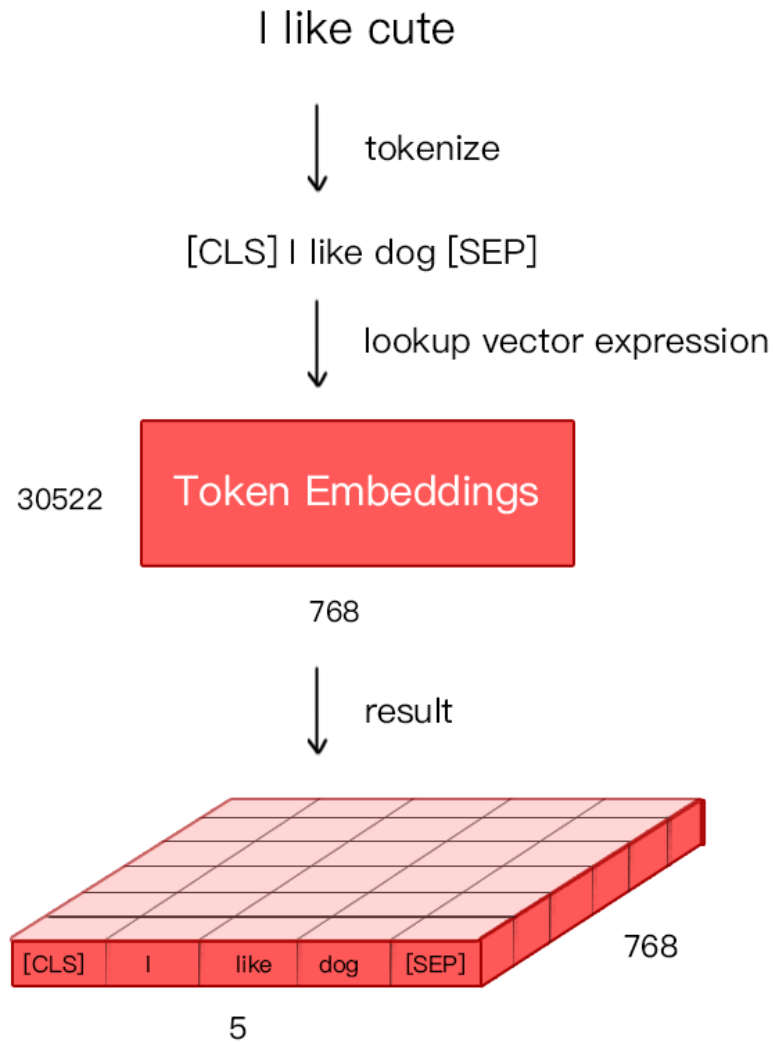 I like cute
tokenize
[CLS] I like dog [SEP]
lookup vector expression
30522
Token Embeddings
768
result
[CLS] I like dog [SEP]
768
5